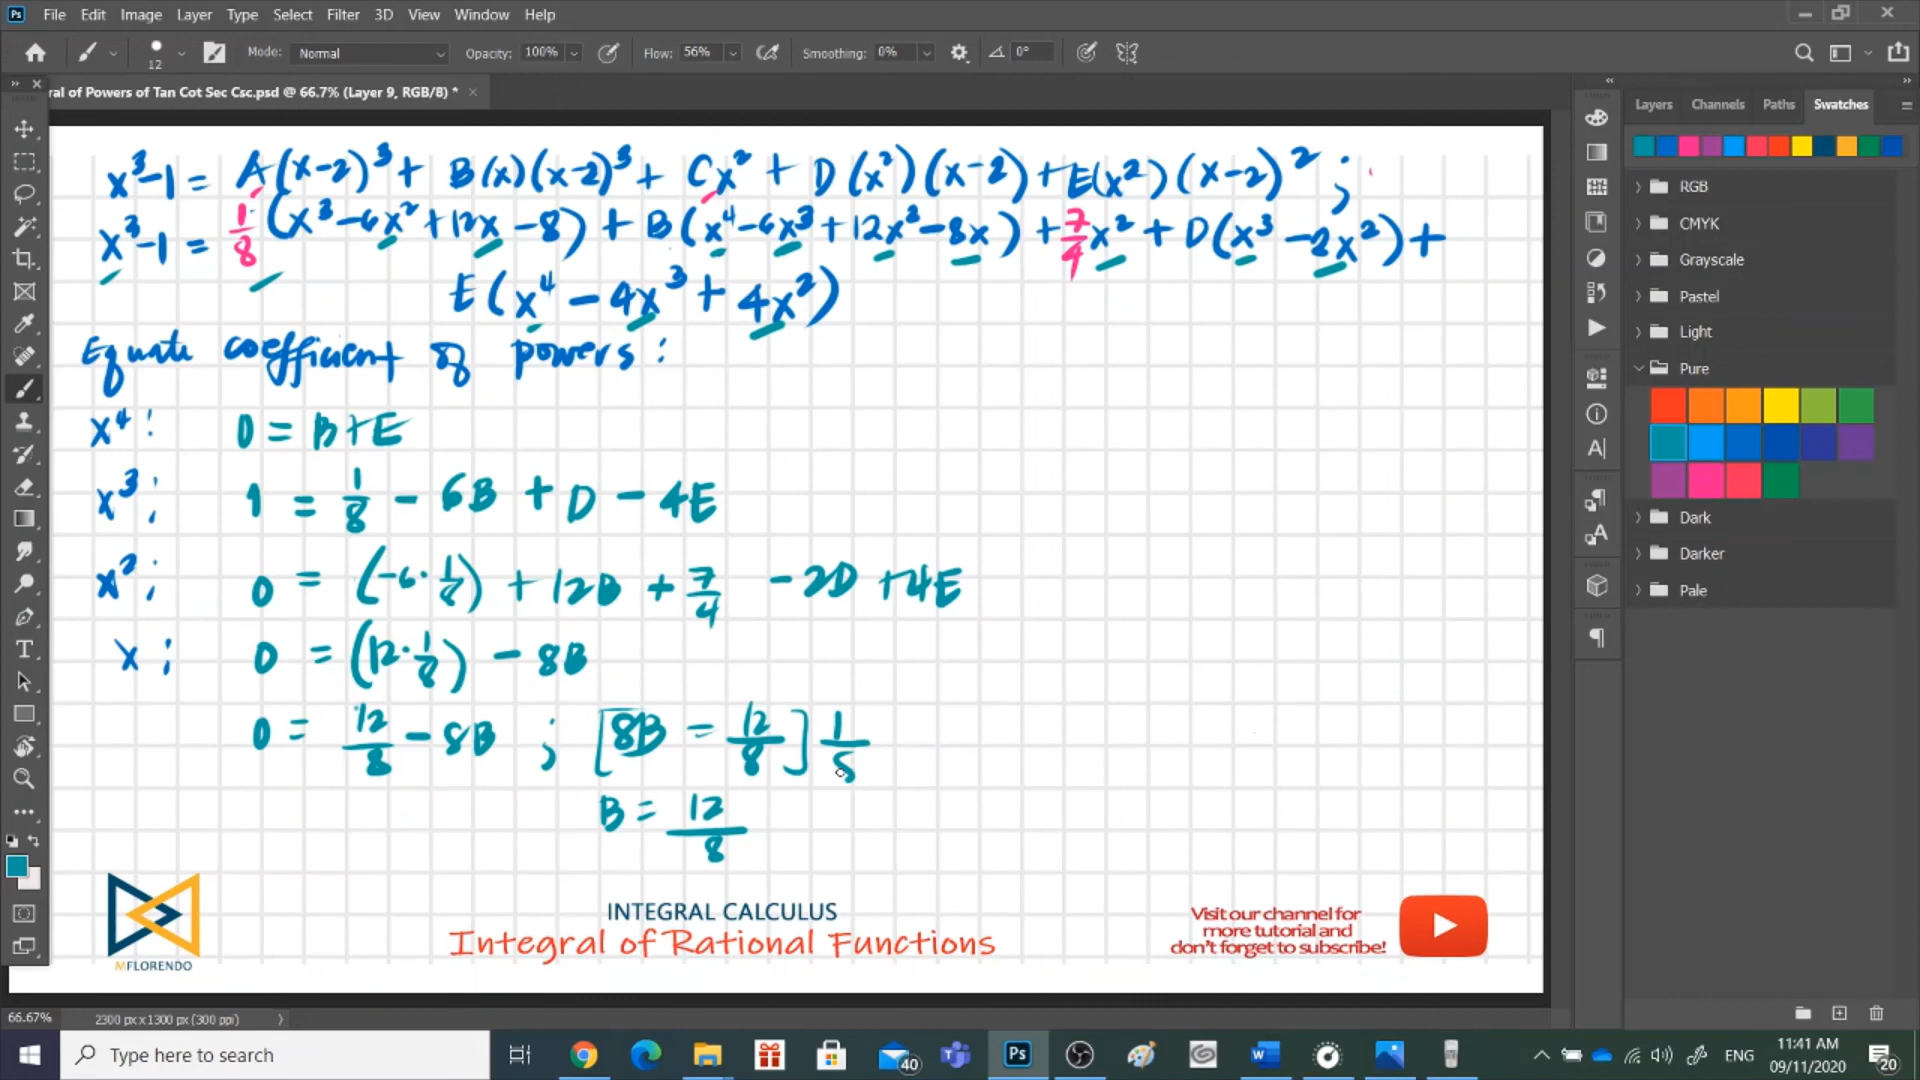 Ps File Edit Image Layer Type Select Filter 3D View Window Help
12 Mode: Normal Opacity: 100% Flow: 56% Smoothing: 0% 0°
ral of Powers of Tan Cot Sec Csc.psd @ 66.7% (Layer 9, RGB/8) *
Layers Channels Paths Swatches
RGB
CMYK
Grayscale
Pastel
Light
Pure
Dark
Darker
Pale
x³-1 = A(x-2)³ + B(x)(x-2)³ + Cx² + D(x²)(x-2) + E(x²)(x-2)² ;
x³-1 = 1/8 (x³-6x²+12x-8) + B(x⁴-6x³+12x²-8x) + 7/4 x² + D(x³-2x²) +
E(x⁴-4x³+4x²)
Equate coefficient of powers :
x⁴: 0 = B+E
x³: 1 = 1/8 - 6B + D - 4E
x²: 0 = (-6·1/8) + 12B + 7/4 - 2D + 4E
x: 0 = (12·1/8) - 8B
0 = 12/8 - 8B ; [8B = 12/8] 1/8
B = 12/8
MFLORENDO
INTEGRAL CALCULUS
Integral of Rational Functions
Visit our channel for
more tutorial and
don't forget to subscribe!
66.67% 2300 px x 1300 px (300 ppi)
Type here to search
40
Ps
ENG
11:41 AM
09/11/2020
20